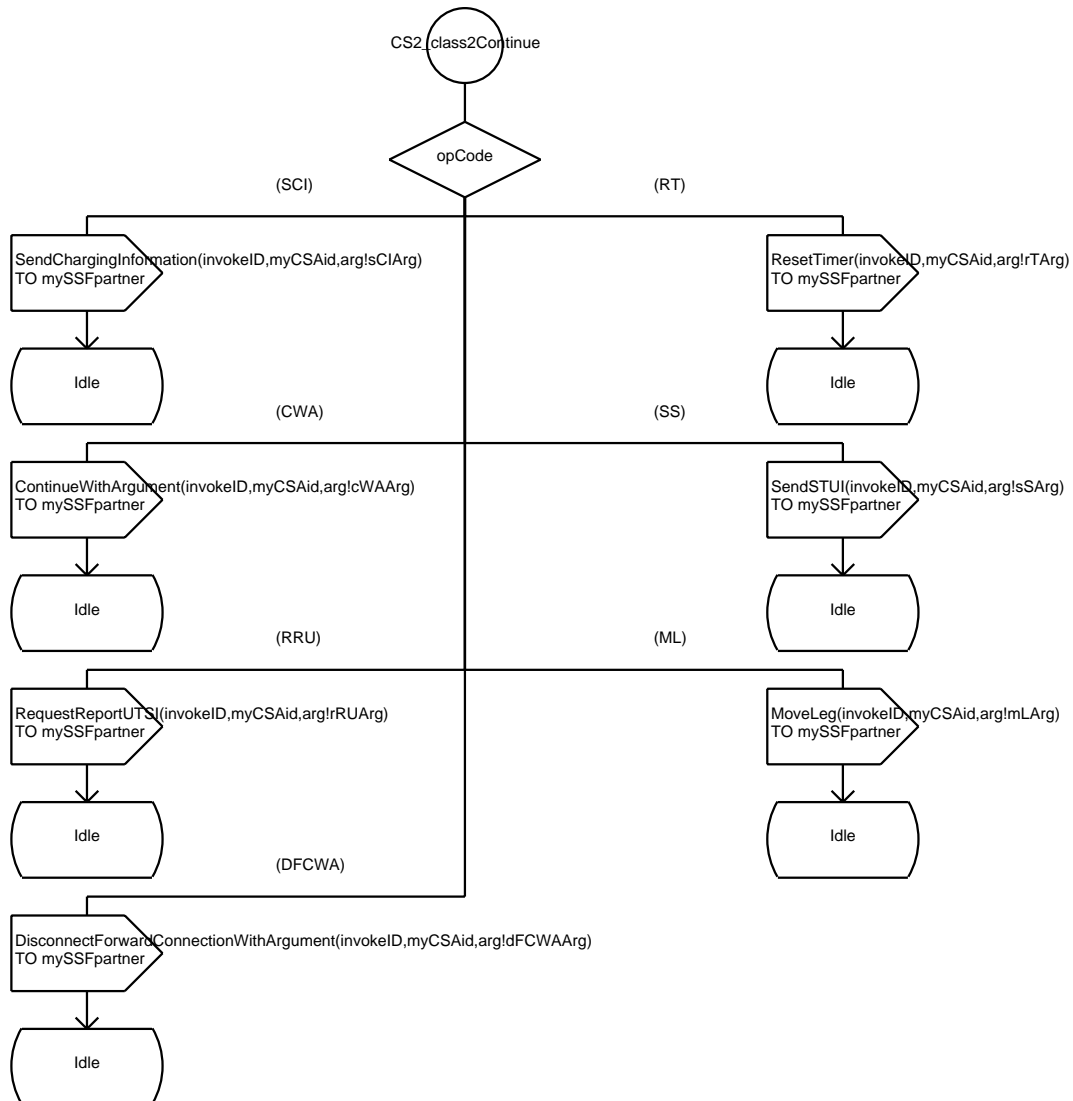 CS2_class2Continue
opCode
(SCI)
(RT)
SendChargingInformation(invokeID,myCSAid,arg!sCIArg)
TO mySSFpartner
ResetTimer(invokeID,myCSAid,arg!rTArg)
TO mySSFpartner
Idle
Idle
(CWA)
(SS)
ContinueWithArgument(invokeID,myCSAid,arg!cWAArg)
TO mySSFpartner
SendSTUI(invokeID,myCSAid,arg!sSArg)
TO mySSFpartner
Idle
Idle
(RRU)
(ML)
RequestReportUTSI(invokeID,myCSAid,arg!rRUArg)
TO mySSFpartner
MoveLeg(invokeID,myCSAid,arg!mLArg)
TO mySSFpartner
Idle
Idle
(DFCWA)
DisconnectForwardConnectionWithArgument(invokeID,myCSAid,arg!dFCWAArg)
TO mySSFpartner
Idle